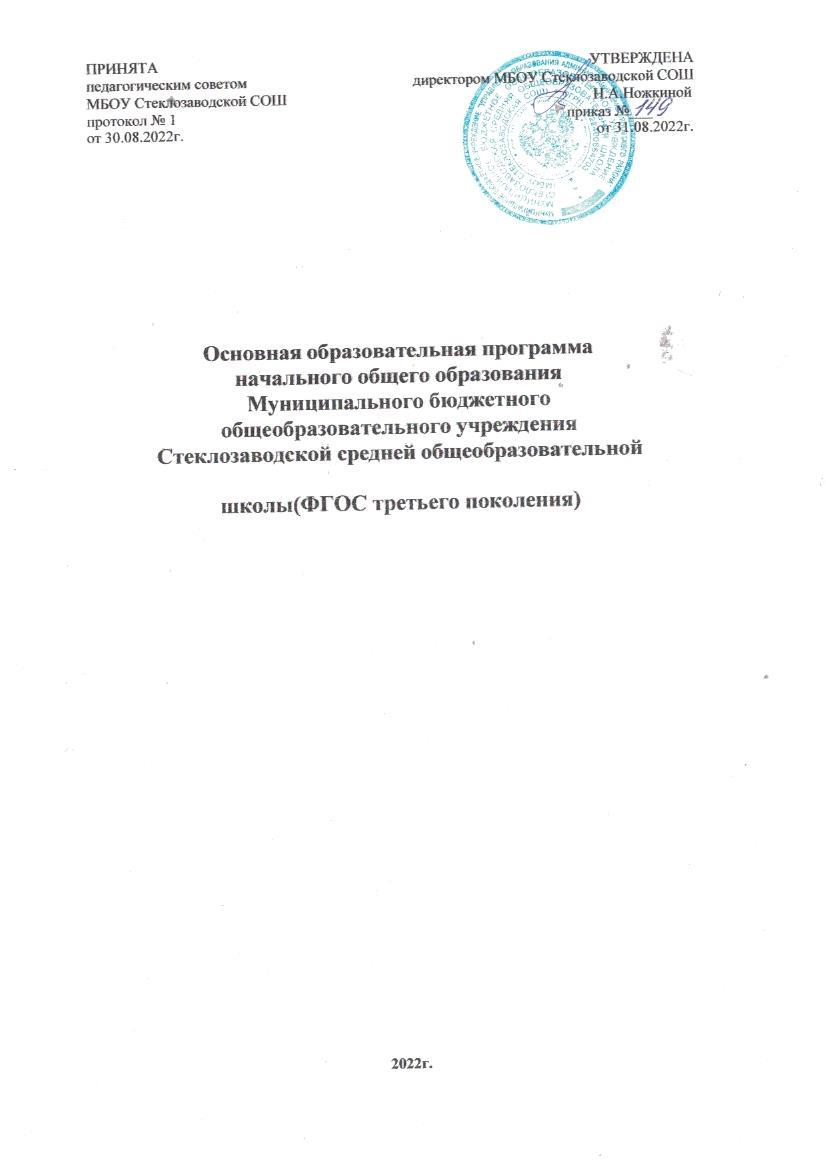 ПРИНЯТА
педагогическим советом
МБОУ Стеклозаводской СОШ
протокол № 1
от 30.08.2022г.
УТВЕРЖДЕНА
директором МБОУ Стеклозаводской СОШ
Н.А.Ножкиной
приказ № 149
от 31.08.2022г.
Основная образовательная программа
начального общего образования
Муниципального бюджетного
общеобразовательного учреждения
Стеклозаводской средней общеобразовательной
школы(ФГОС третьего поколения)
2022г.